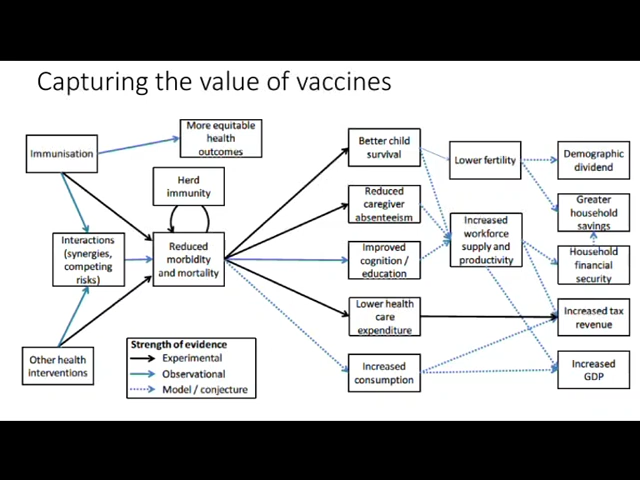 Capturing the value of vaccines
Immunisation
More equitable
health
outcomes
Herd
immunity
Interactions
(synergies,
competing
risks)
Reduced
morbidity
and mortality
Other health
interventions
Strength of evidence
Experimental
Observational
Model / conjecture
Better child
survival
Reduced
caregiver
absenteeism
Improved
cognition /
education
Lower health
care
expenditure
Increased
consumption
Lower fertility
Increased
workforce
supply and
productivity
Demographic
dividend
Greater
household
savings
Household
financial
security
Increased tax
revenue
Increased
GDP